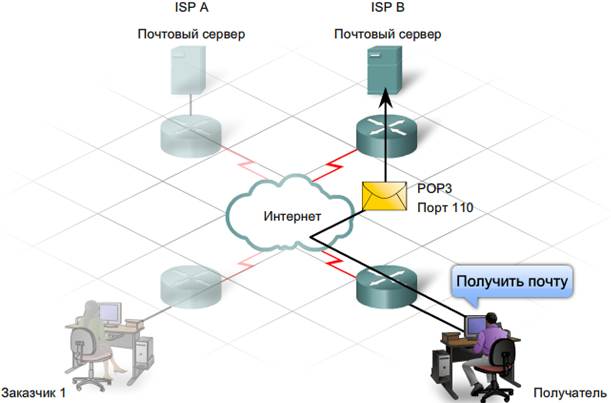 ISP A
ISP B
Почтовый сервер
Почтовый сервер
POP3
Порт 110
Интернет
Получить почту
Заказчик 1
Получатель